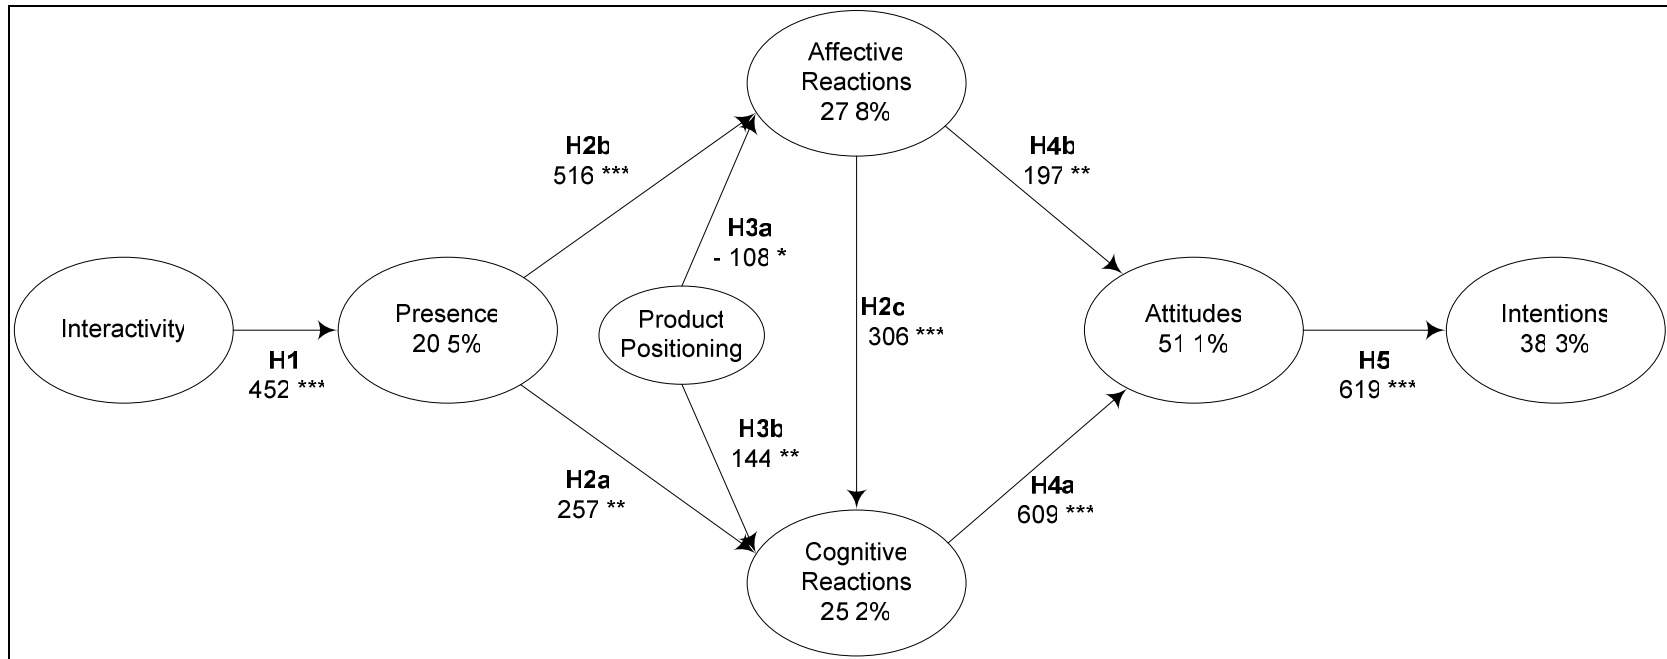 Affective
Reactions
27 8%
H2b
516 ***
H4b
197 **
H3a
- 108 *
Interactivity
H1
452 ***
Presence
20 5%
Product
Positioning
H2c
306 ***
Attitudes
51 1%
H5
619 ***
Intentions
38 3%
H3b
144 **
H2a
257 **
H4a
609 ***
Cognitive
Reactions
25 2%